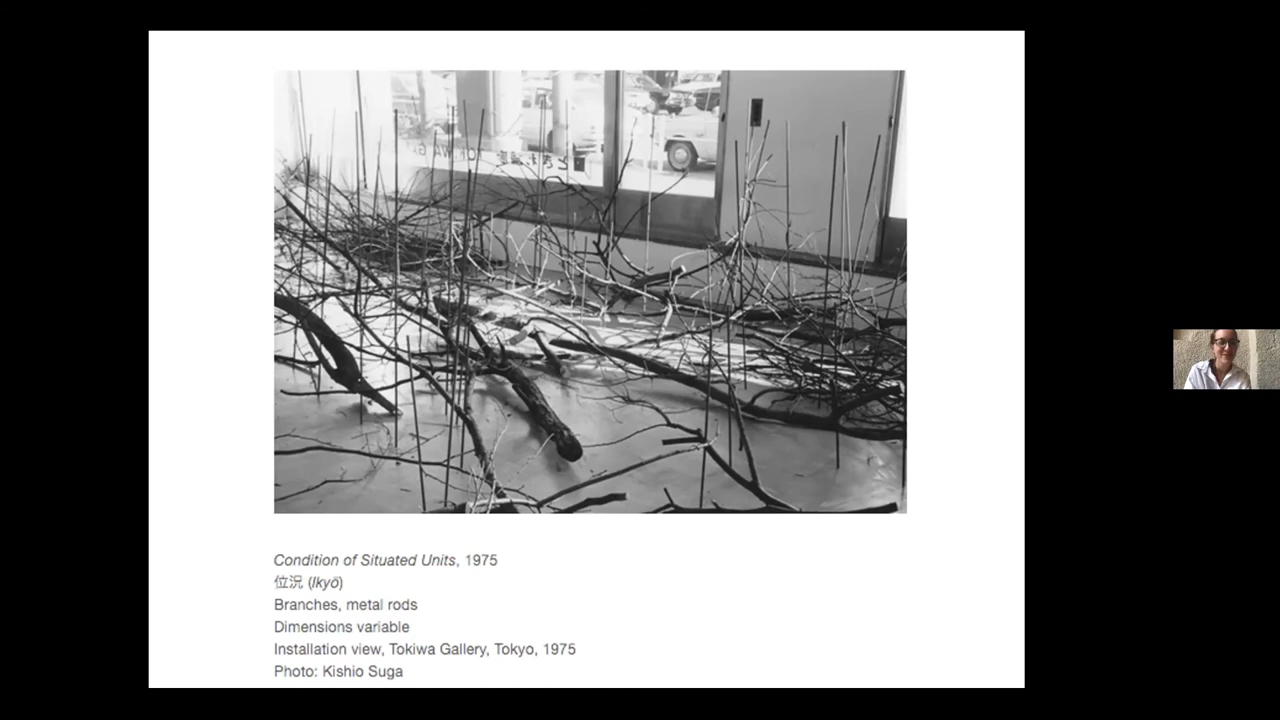 Condition of Situated Units, 1975
位況 (Ikyō)
Branches, metal rods
Dimensions variable
Installation view, Tokiwa Gallery, Tokyo, 1975
Photo: Kishio Suga